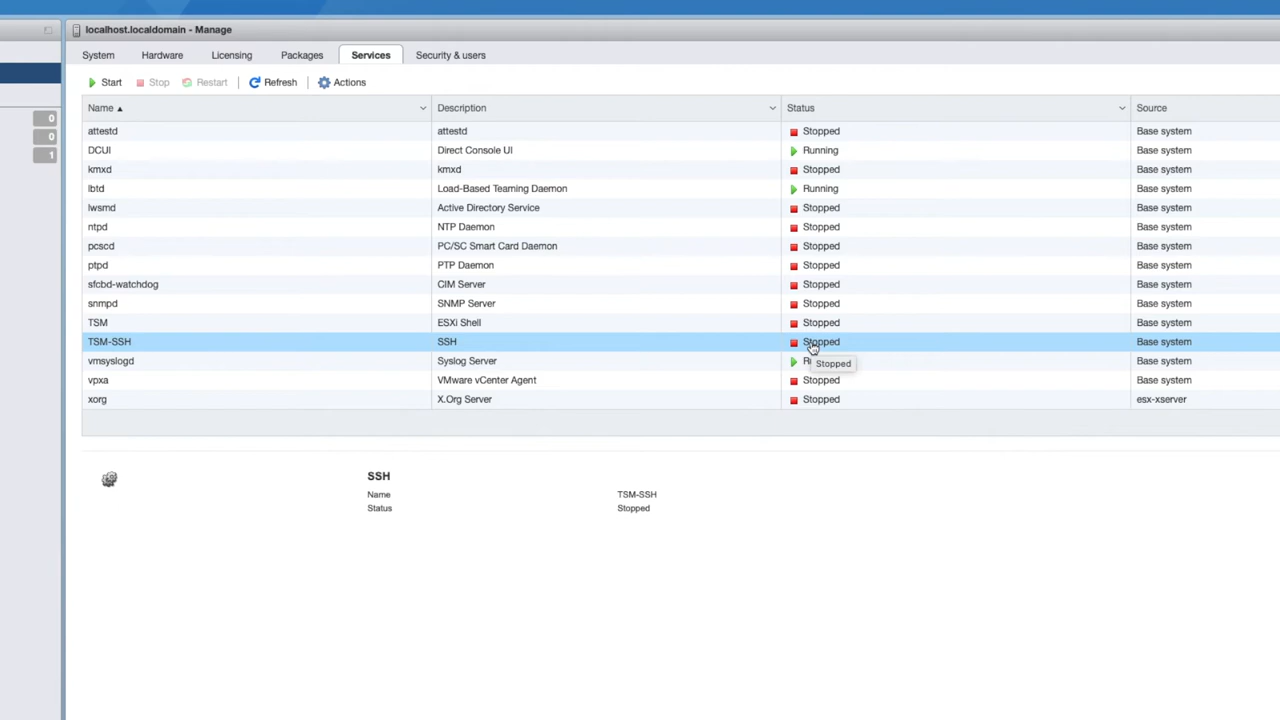 localhost.localdomain - Manage
System Hardware Licensing Packages Services Security & users
Start Stop Restart Refresh Actions
Name Description Status Source
attestd attestd Stopped Base system
0
DCUI Direct Console UI Running Base system
0
1
kmxd kmxd Stopped Base system
lbtd Load-Based Teaming Daemon Running Base system
lwsmd Active Directory Service Stopped Base system
ntpd NTP Daemon Stopped Base system
pcscd PC/SC Smart Card Daemon Stopped Base system
ptpd PTP Daemon Stopped Base system
sfcbd-watchdog CIM Server Stopped Base system
snmpd SNMP Server Stopped Base system
TSM ESXi Shell Stopped Base system
TSM-SSH SSH Stopped Base system
vmsyslogd Syslog Server Base system
Stopped
vpxa VMware vCenter Agent Stopped Base system
xorg X.Org Server Stopped esx-xserver
SSH
Name TSM-SSH
Status Stopped